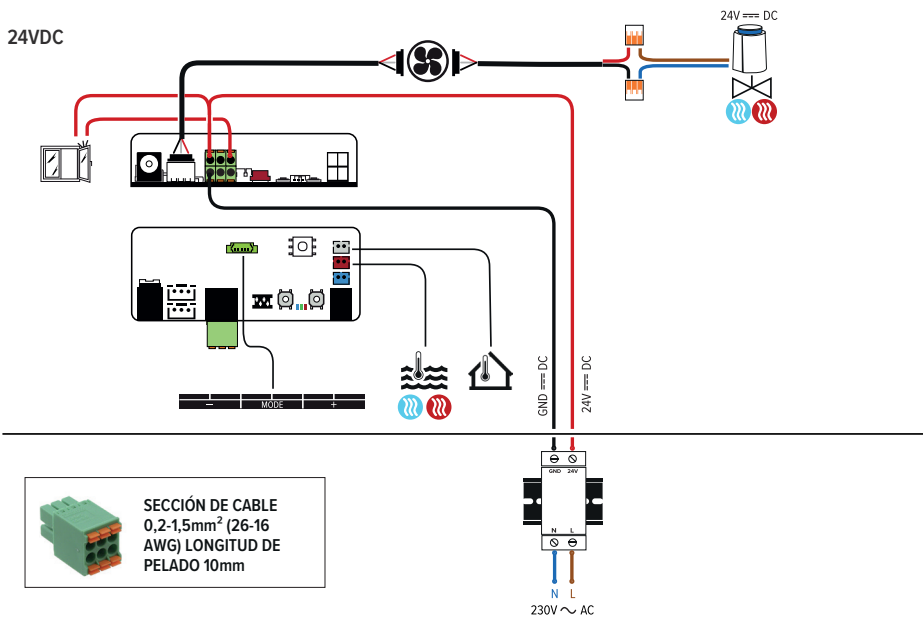 24V ⎓ DC
24VDC
GND ⎓ DC
24V ⎓ DC
− MODE +
GND 24V
N L
SECCIÓN DE CABLE
0,2-1,5mm² (26-16
AWG) LONGITUD DE
PELADO 10mm
N L
230V ∼ AC